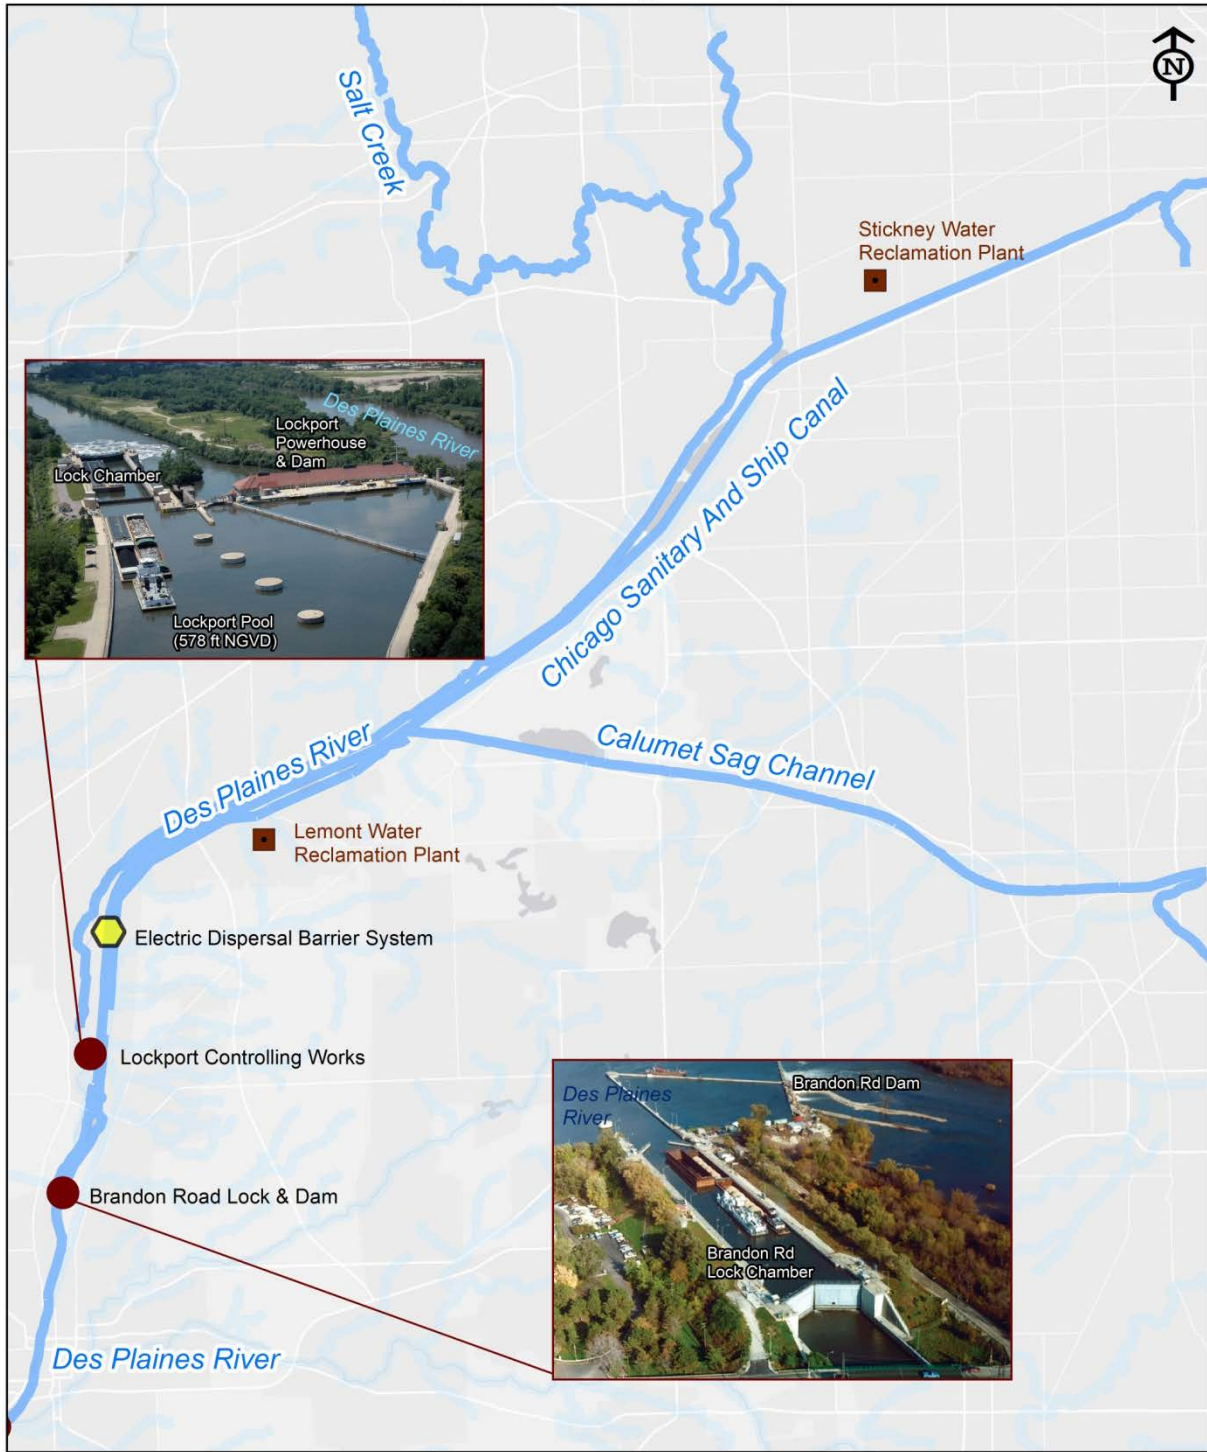 N
Salt Creek
Stickney Water
Reclamation Plant
Des Plaines River
Lockport
Powerhouse
& Dam
Lock Chamber
Lockport Pool
(578 ft NGVD)
Chicago Sanitary And Ship Canal
Des Plaines River
Calumet Sag Channel
Lemont Water
Reclamation Plant
Electric Dispersal Barrier System
Lockport Controlling Works
Brandon Road Lock & Dam
Des Plaines
River
Brandon Rd Dam
Brandon Rd
Lock Chamber
Des Plaines River